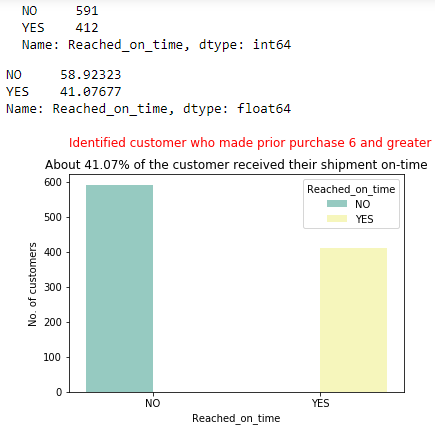 NO 591
YES 412
Name: Reached_on_time, dtype: int64
NO 58.92323
YES 41.07677
Name: Reached_on_time, dtype: float64
Identified customer who made prior purchase 6 and greater
About 41.07% of the customer received their shipment on-time
Reached_on_time
NO
YES
600
500
400
300
200
100
0
No. of customers
NO YES
Reached_on_time